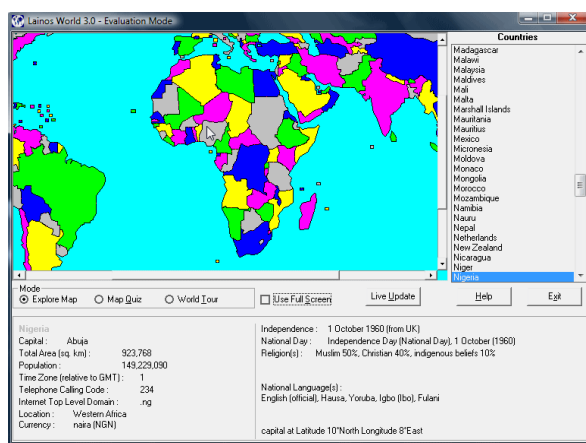 Lainos World 3.0 - Evaluation Mode
Countries
Madagascar
Malawi
Malaysia
Maldives
Mali
Malta
Marshall Islands
Mauritania
Mauritius
Mexico
Micronesia
Moldova
Monaco
Mongolia
Morocco
Mozambique
Namibia
Nauru
Nepal
Netherlands
New Zealand
Nicaragua
Niger
Nigeria
Mode
Explore Map
Map Quiz
World Tour
Use Full Screen
Live Update
Help
Exit
Nigeria
Capital : Abuja
Total Area (sq. km) : 923,768
Population : 149,229,090
Time Zone (relative to GMT) : 1
Telephone Calling Code : 234
Internet Top Level Domain : .ng
Location : Western Africa
Currency : naira (NGN)
Independence : 1 October 1960 (from UK)
National Day : Independence Day (National Day), 1 October (1960)
Religion(s) : Muslim 50%, Christian 40%, indigenous beliefs 10%
National Language(s) :
English (official), Hausa, Yoruba, Igbo (Ibo), Fulani
capital at Latitude 10°North Longitude 8°East